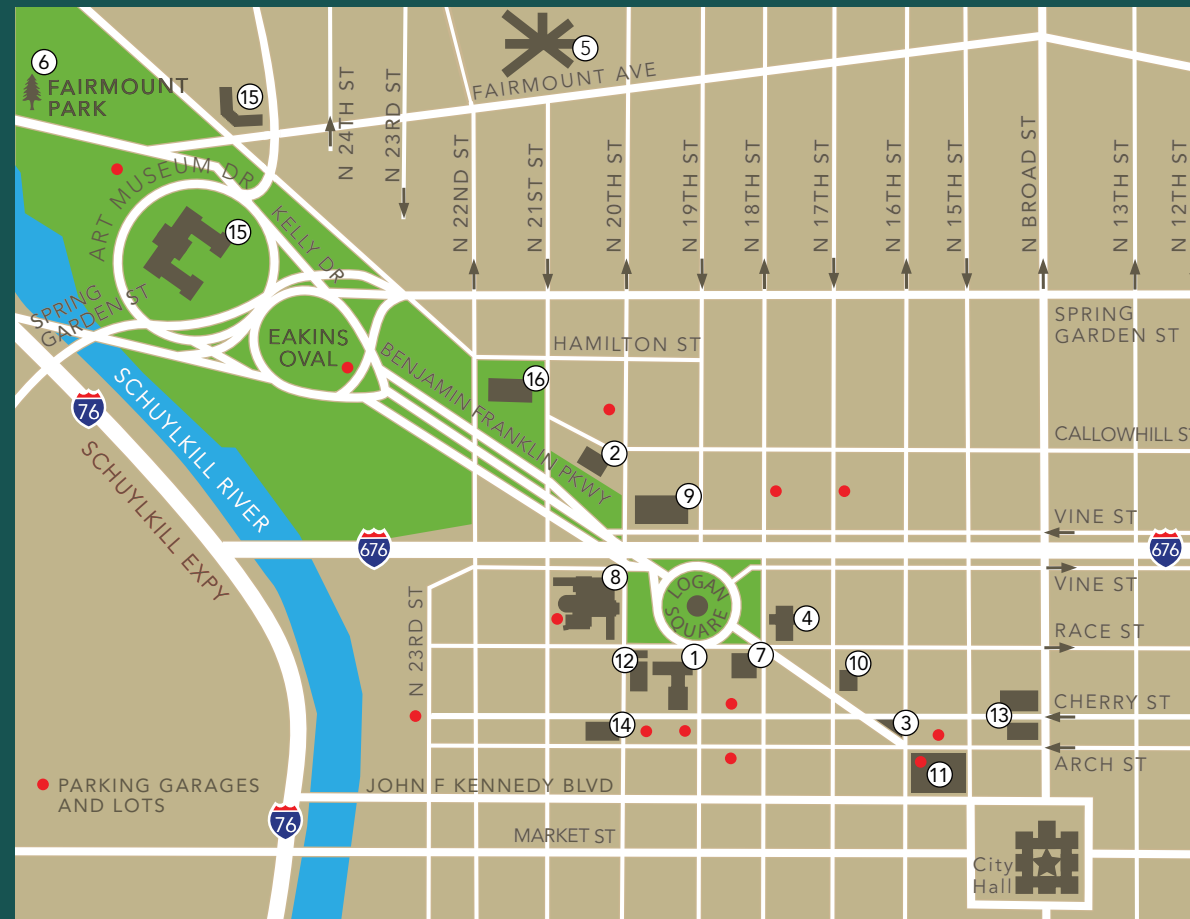 6
FAIRMOUNT
PARK
15
5
FAIRMOUNT AVE
N 24TH ST
N 23RD ST
N 22ND ST
N 21ST ST
N 20TH ST
N 19TH ST
N 18TH ST
N 17TH ST
N 16TH ST
N 15TH ST
N BROAD ST
N 13TH ST
N 12TH ST
ART MUSEUM DR
15
KELLY DR
SPRING
GARDEN ST
EAKINS
OVAL
SPRING
GARDEN ST
HAMILTON ST
BENJAMIN FRANKLIN PKWY
16
76
SCHUYLKILL RIVER
SCHUYLKILL EXPY
2
CALLOWHILL ST
9
VINE ST
676
676
VINE ST
8
LOGAN
SQUARE
4
N 23RD ST
RACE ST
12
1
7
10
CHERRY ST
14
3
13
ARCH ST
11
PARKING GARAGES
AND LOTS
JOHN F KENNEDY BLVD
76
MARKET ST
City
Hall